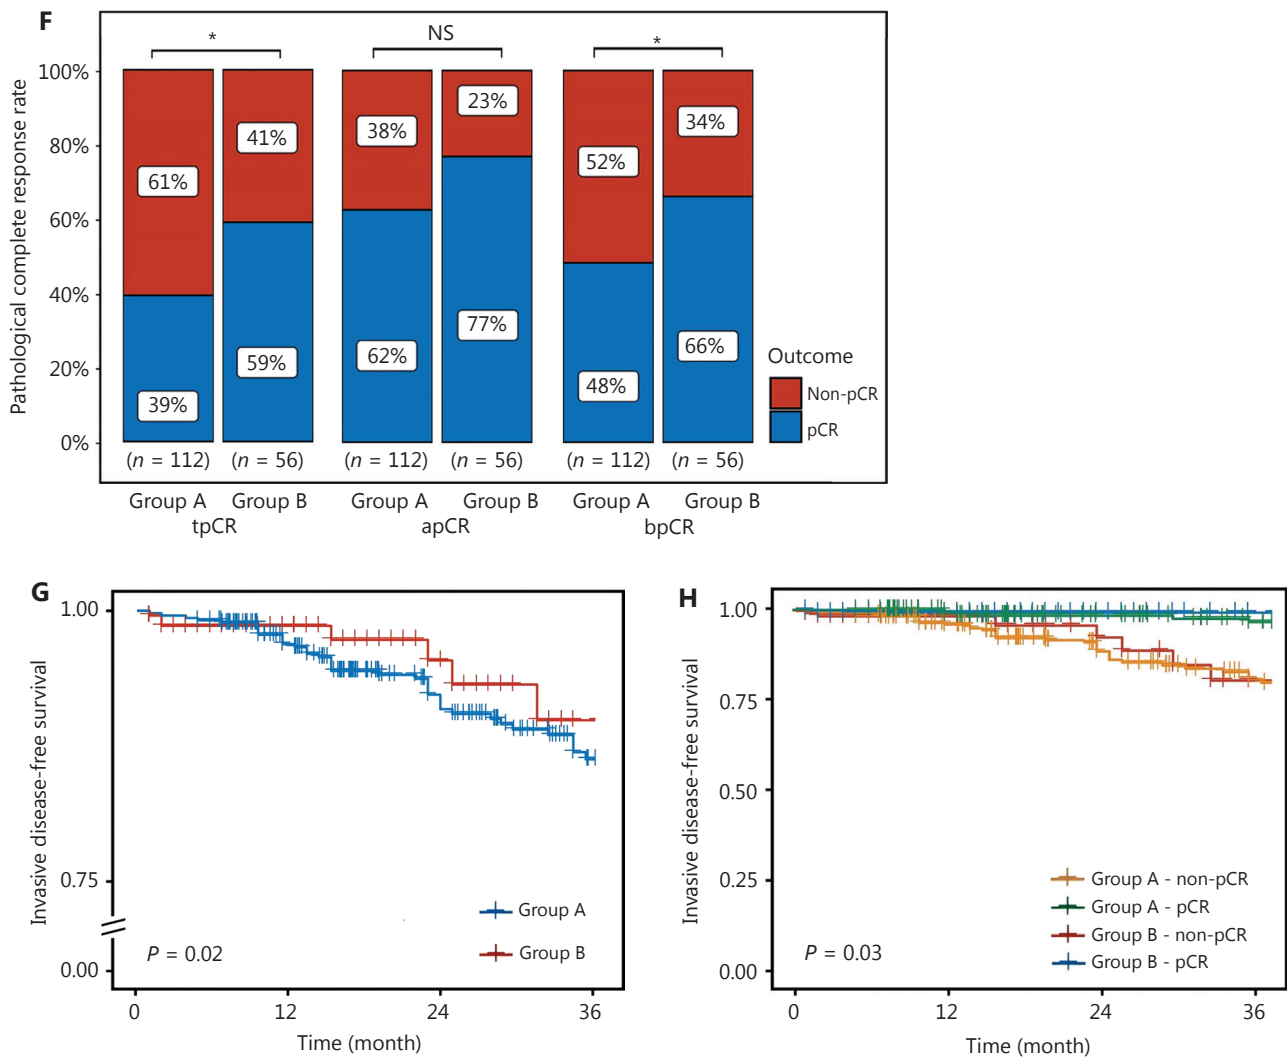 F
* NS *
100%
80%
60%
40%
20%
0%
Pathological complete response rate
61% 41% 38% 23% 52% 34%
39% 59% 62% 77% 48% 66%
Outcome
Non-pCR
pCR
(n = 112) (n = 56) (n = 112) (n = 56) (n = 112) (n = 56)
Group A Group B Group A Group B Group A Group B
tpCR apCR bpCR
G
1.00
0.75
0.00
Invasive disease-free survival
Group A
Group B
P = 0.02
0 12 24 36
Time (month)
H
1.00
0.75
0.50
0.25
0.00
Invasive disease-free survival
Group A - non-pCR
Group A - pCR
Group B - non-pCR
Group B - pCR
P = 0.03
0 12 24 36
Time (month)